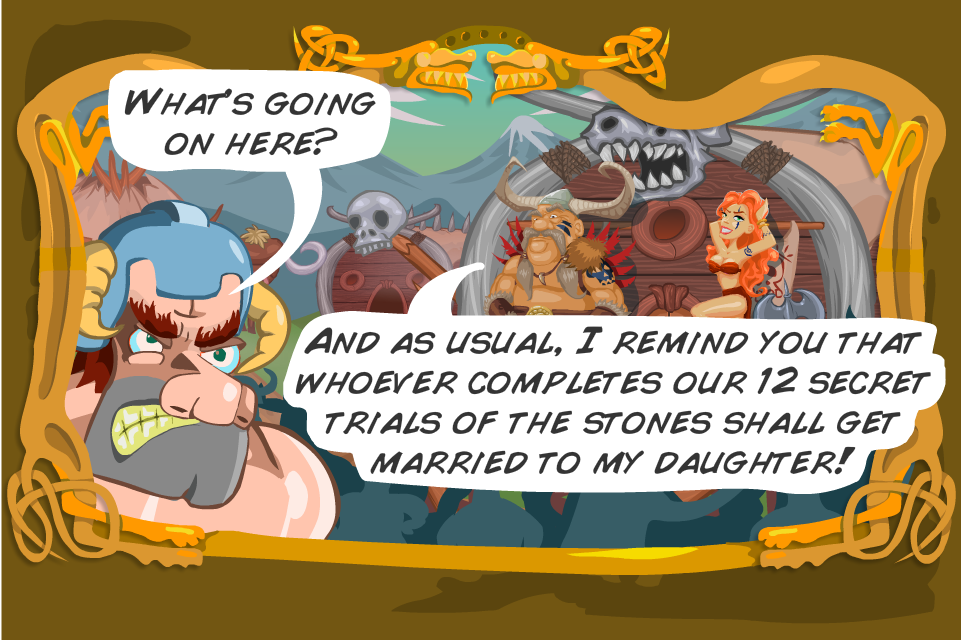 WHAT'S GOING
ON HERE?
AND AS USUAL, I REMIND YOU THAT
WHOEVER COMPLETES OUR 12 SECRET
TRIALS OF THE STONES SHALL GET
MARRIED TO MY DAUGHTER!